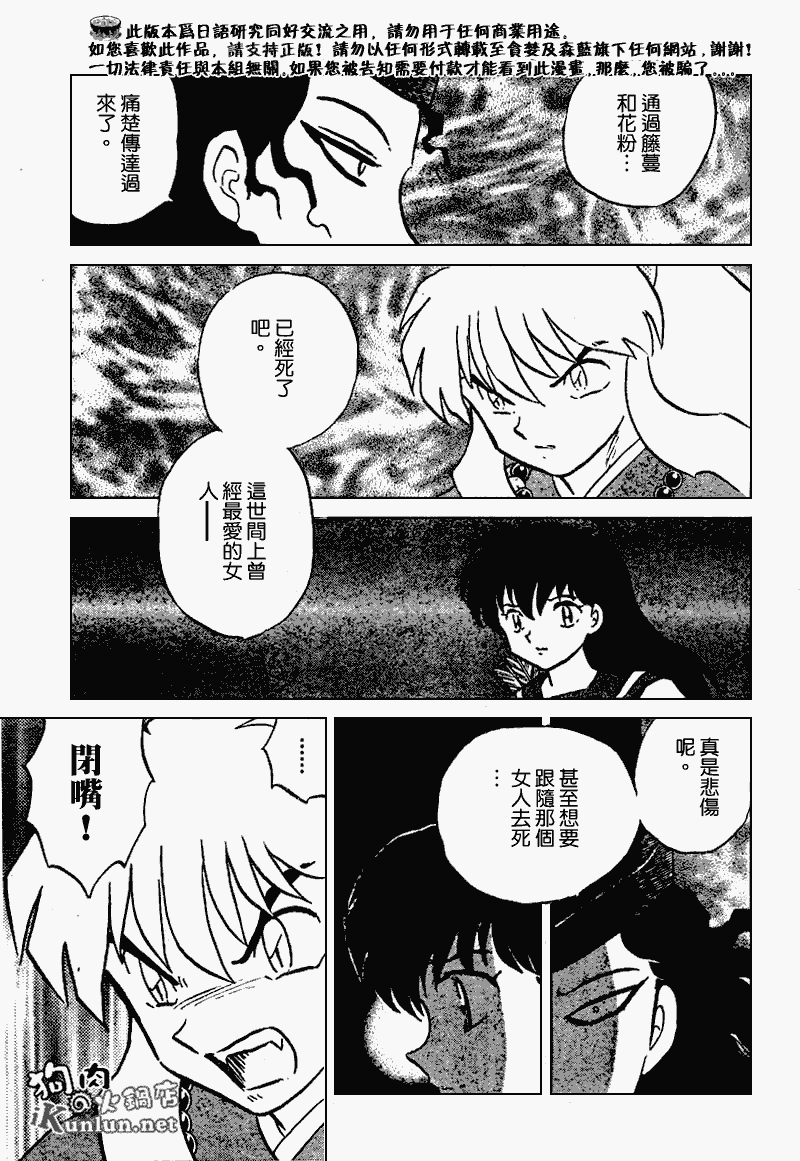 此版本爲日語研究同好交流之用，請勿用于任何商業用途。
如您喜歡此作品，請支持正版！請勿以任何形式轉載至貪婪及森藍旗下任何網站，謝謝！
一切法律責任與本組無關。如果您被告知需要付款才能看到此漫畫，那麽，您被騙了。。。
通過籐蔓
和花粉…
痛楚傳達過
來了。
已經死了
吧。
這世間上曾
經最愛的女
人──
真是悲傷
呢。
甚至想要
跟隨那個
女人去死
…
……
閉嘴！
狗肉火鍋店
iKunlun.net